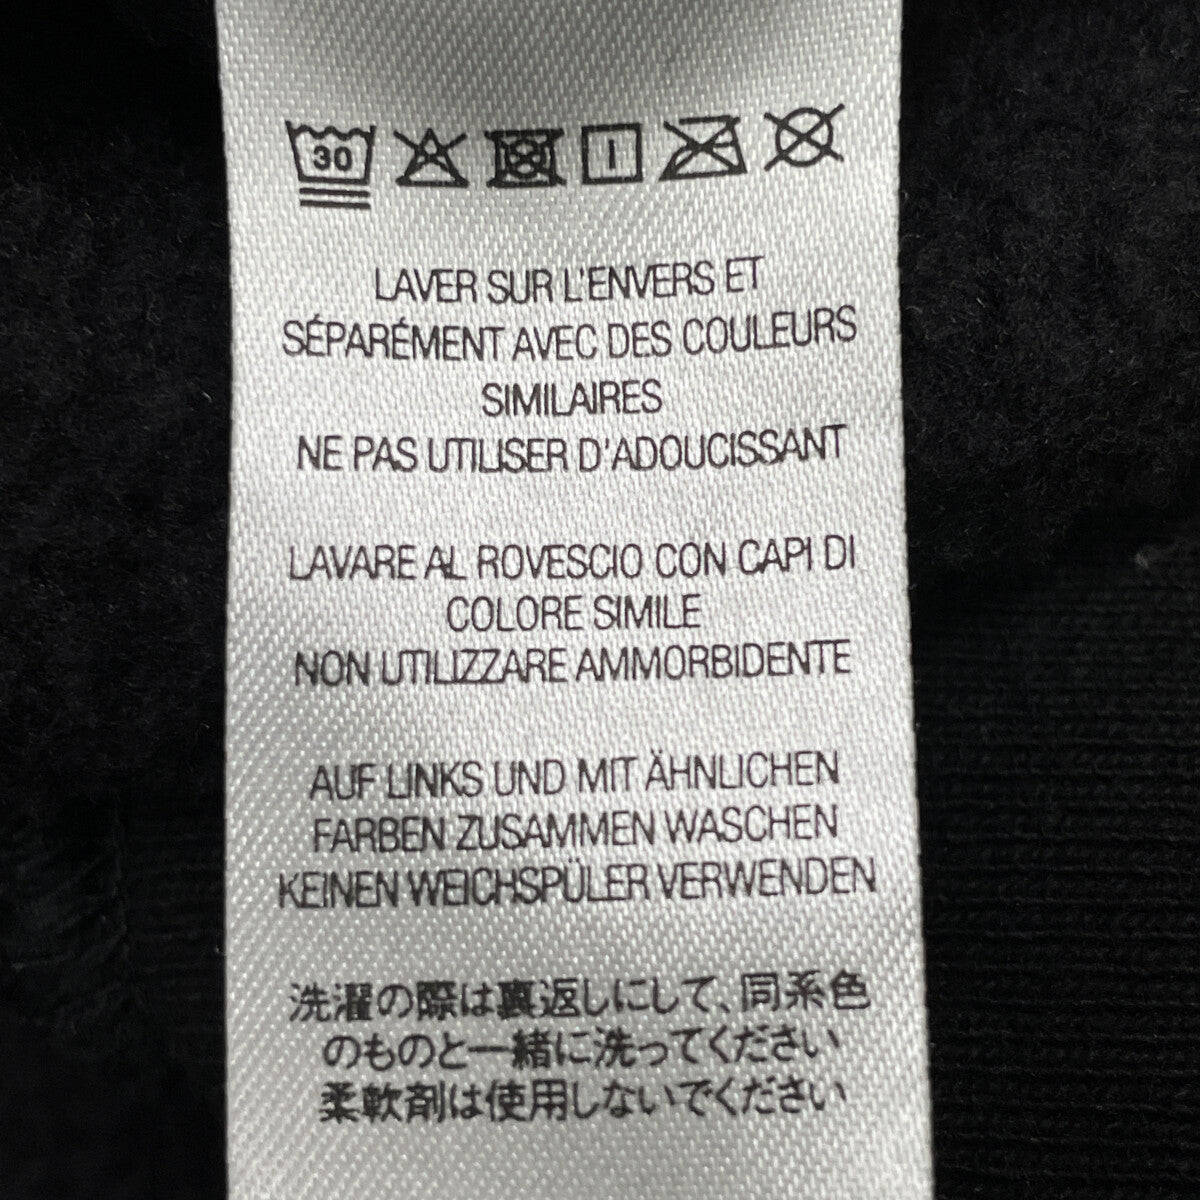 30
LAVER SUR L'ENVERS ET
SÉPARÉMENT AVEC DES COULEURS
SIMILAIRES
NE PAS UTILISER D'ADOUCISSANT
LAVARE AL ROVESCIO CON CAPI DI
COLORE SIMILE
NON UTILIZZARE AMMORBIDENTE
AUF LINKS UND MIT ÄHNLICHEN
FARBEN ZUSAMMEN WASCHEN
KEINEN WEICHSPÜLER VERWENDEN
洗濯の際は裏返しにして、同系色
のものと一緒に洗ってください
柔軟剤は使用しないでください